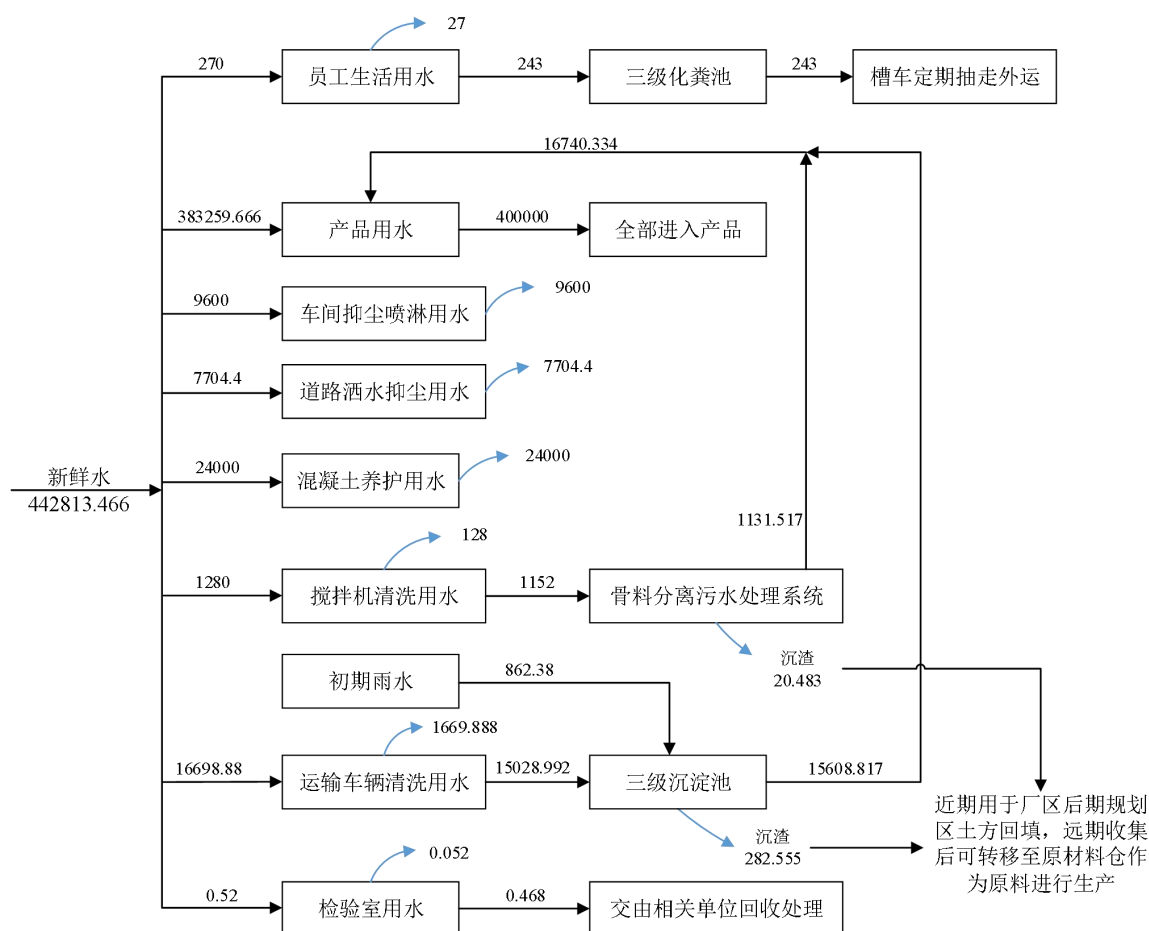 27
270
员工生活用水
243
三级化粪池
243
槽车定期抽走外运
16740.334
383259.666
产品用水
400000
全部进入产品
9600
车间抑尘喷淋用水
9600
7704.4
道路洒水抑尘用水
7704.4
新鲜水
442813.466
24000
混凝土养护用水
24000
1131.517
128
1280
搅拌机清洗用水
1152
骨料分离污水处理系统
沉渣
20.483
初期雨水
862.38
1669.888
16698.88
运输车辆清洗用水
15028.992
三级沉淀池
15608.817
沉渣
282.555
近期用于厂区后期规划
区土方回填，远期收集
后可转移至原材料仓作
为原料进行生产
0.052
0.52
检验室用水
0.468
交由相关单位回收处理